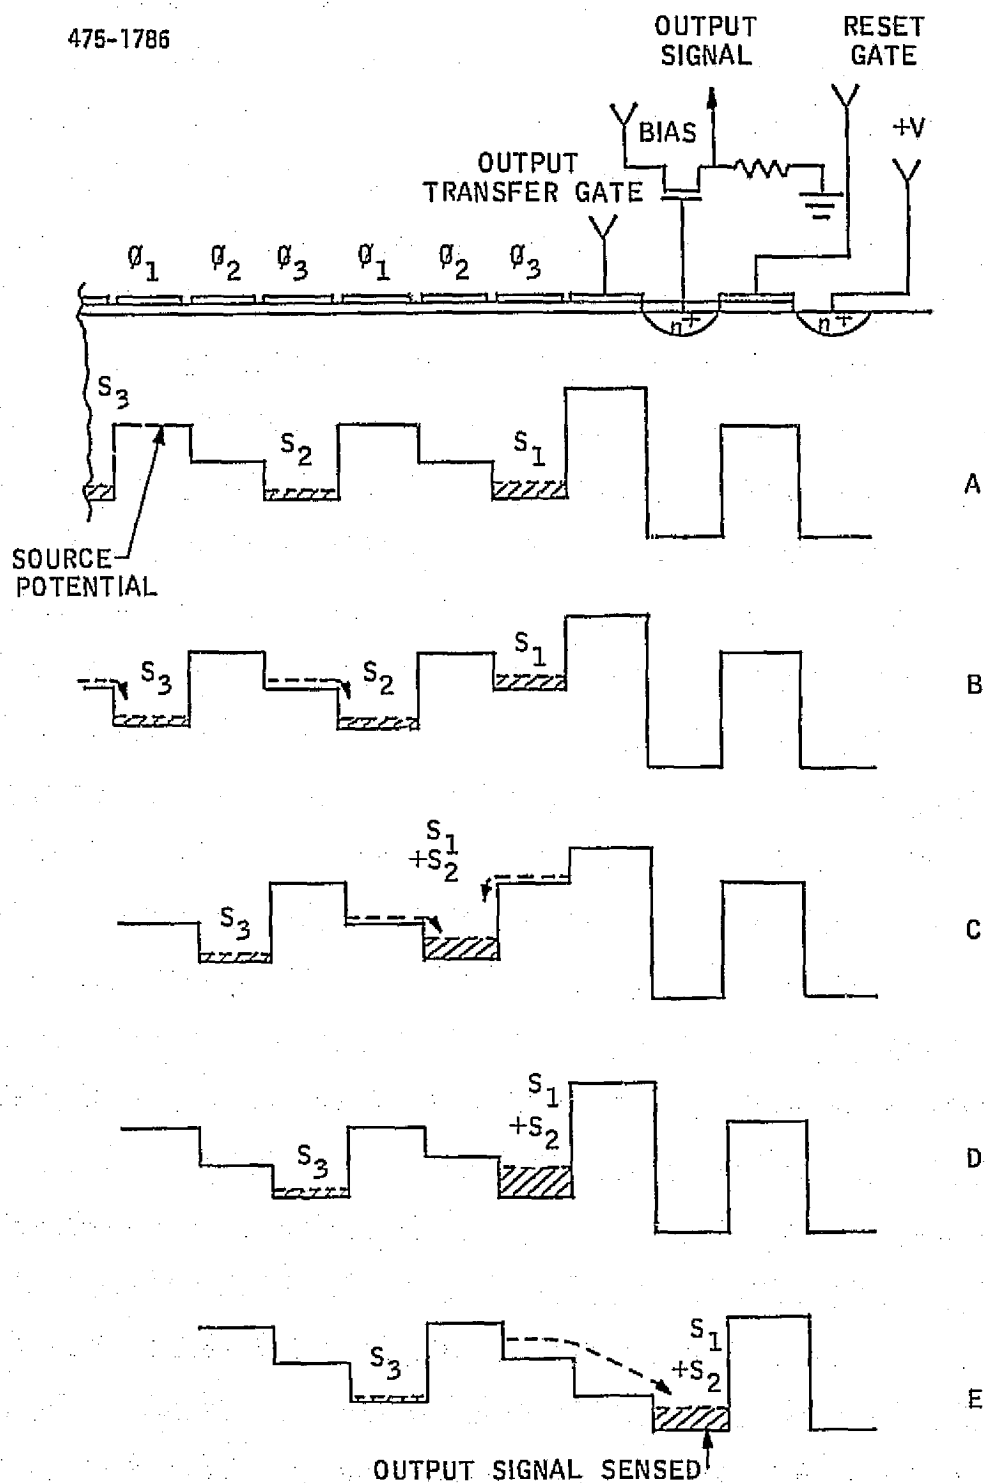 475-1786
OUTPUT
SIGNAL
RESET
GATE
BIAS
+V
OUTPUT
TRANSFER GATE
Ø1 Ø2 Ø3 Ø1 Ø2 Ø3
n+ n+
S3
S2
S1
A
SOURCE
POTENTIAL
S3
S2
S1
B
S1
+S2
S3
C
S1
+S2
S3
D
S1
+S2
S3
E
OUTPUT SIGNAL SENSED